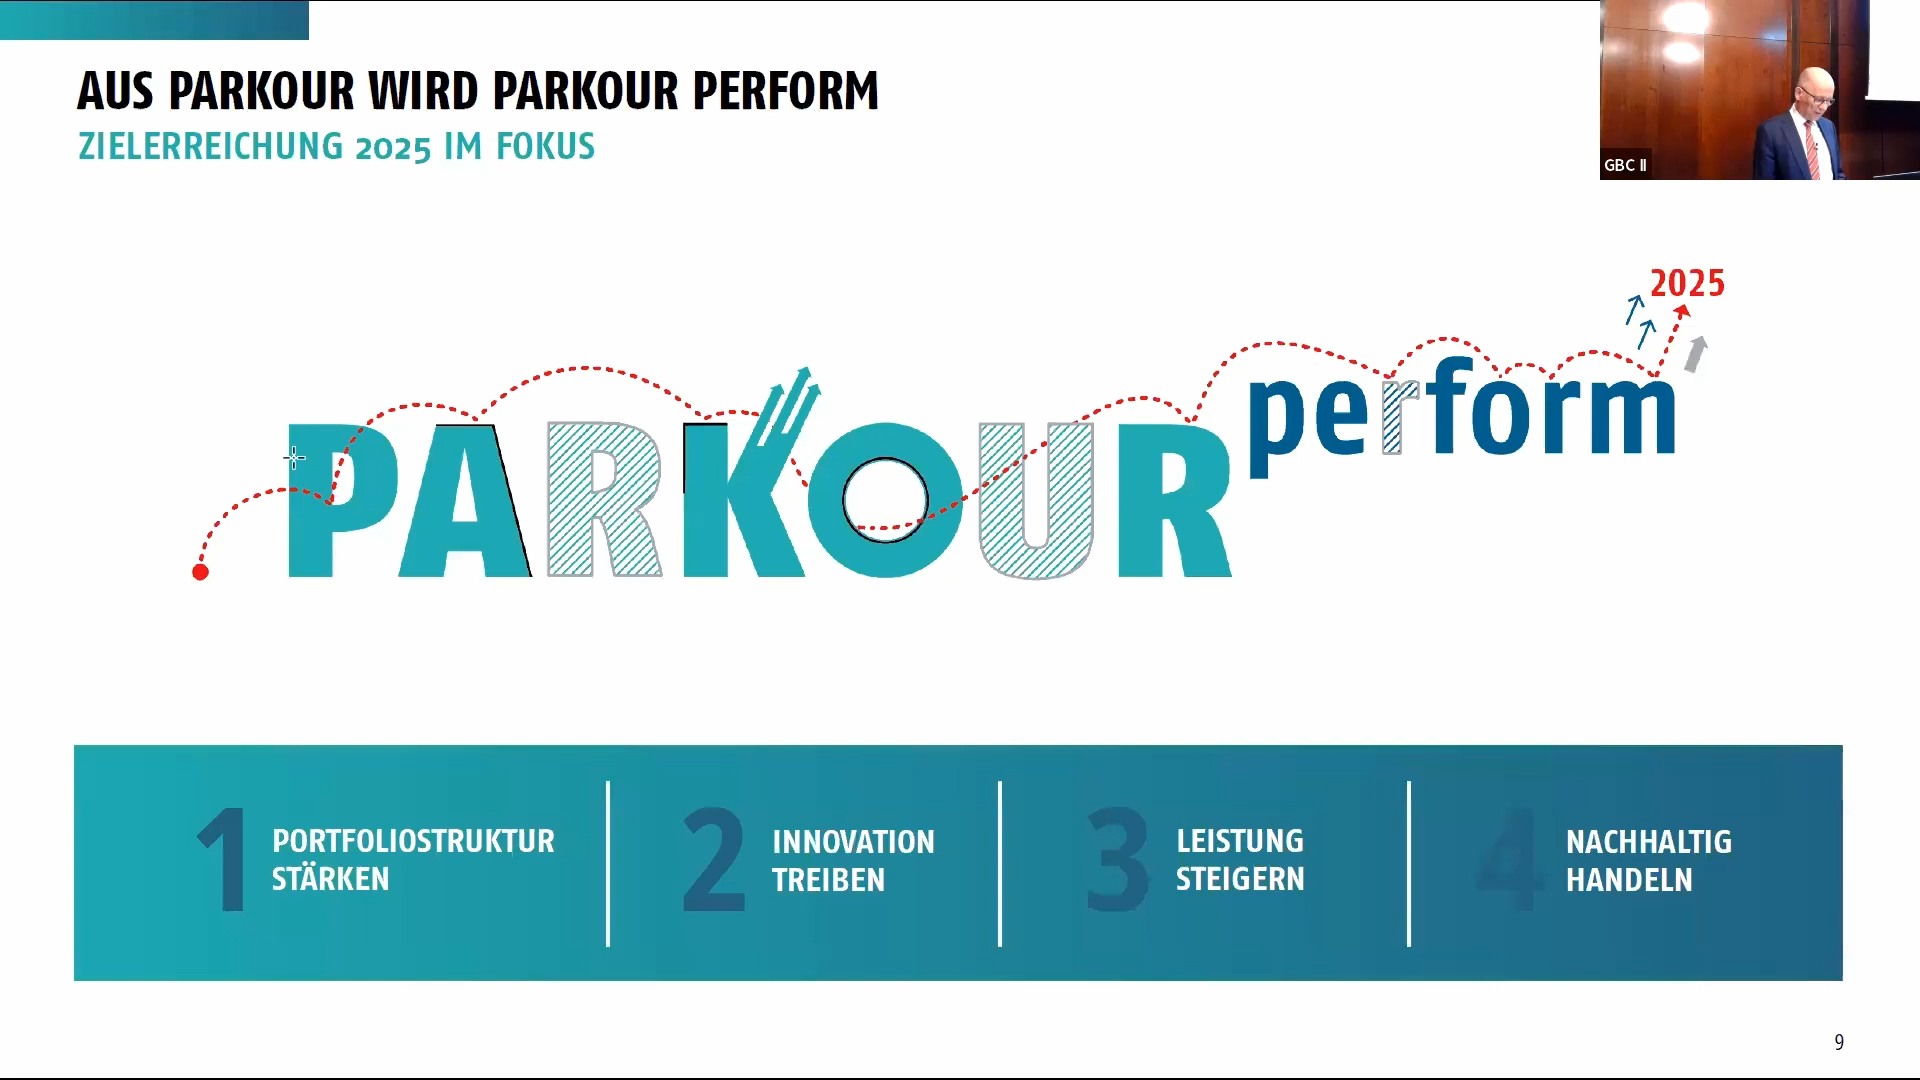 AUS PARKOUR WIRD PARKOUR PERFORM
ZIELERREICHUNG 2025 IM FOKUS
GBC II
2025
PARKOUR perform
1 PORTFOLIOSTRUKTUR
STÄRKEN
2 INNOVATION
TREIBEN
3 LEISTUNG
STEIGERN
4 NACHHALTIG
HANDELN
9